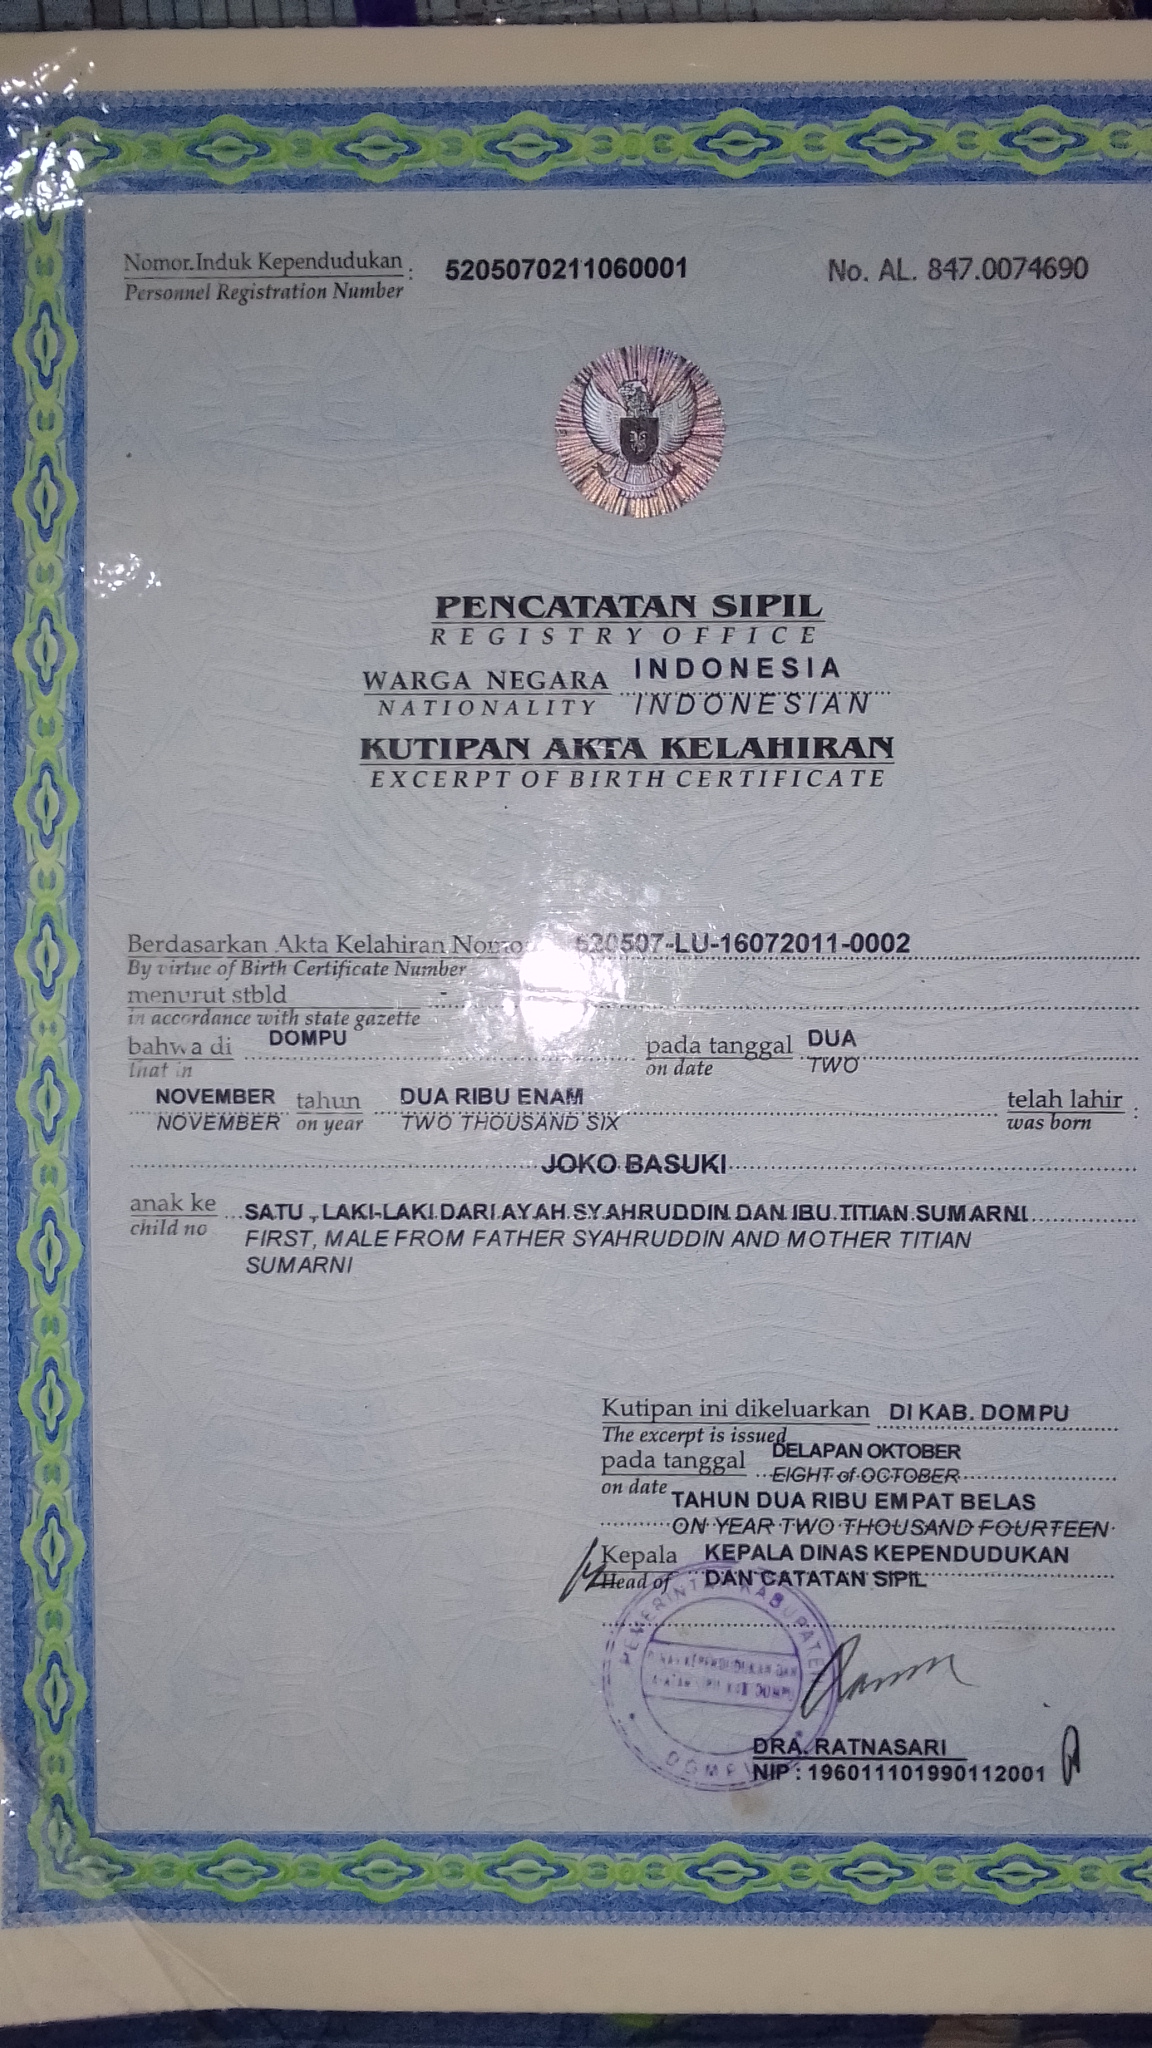 Nomor Induk Kependudukan : 5205070211060001 No. AL. 847.0074690
Personnel Registration Number
PENCATATAN SIPIL
REGISTRY OFFICE
WARGA NEGARA INDONESIA
NATIONALITY INDONESIAN
KUTIPAN AKTA KELAHIRAN
EXCERPT OF BIRTH CERTIFICATE
Berdasarkan Akta Kelahiran Nomo 520507-LU-16072011-0002
By virtue of Birth Certificate Number
menurut stbld -
in accordance with state gazette
bahwa di DOMPU pada tanggal DUA
that in on date TWO
NOVEMBER tahun DUA RIBU ENAM telah lahir :
NOVEMBER on year TWO THOUSAND SIX was born
JOKO BASUKI
anak ke SATU , LAKI-LAKI DARI AYAH SYAHRUDDIN DAN IBU TITIAN SUMARNI
child no FIRST, MALE FROM FATHER SYAHRUDDIN AND MOTHER TITIAN
SUMARNI
Kutipan ini dikeluarkan DI KAB. DOMPU
The excerpt is issued
pada tanggal DELAPAN OKTOBER
on date EIGHT of OCTOBER
TAHUN DUA RIBU EMPAT BELAS
ON YEAR TWO THOUSAND FOURTEEN
Kepala KEPALA DINAS KEPENDUDUKAN
Head of DAN CATATAN SIPIL
PEMERINTAH KABUPATEN
DOMPU
DRA. RATNASARI
NIP : 196011101990112001